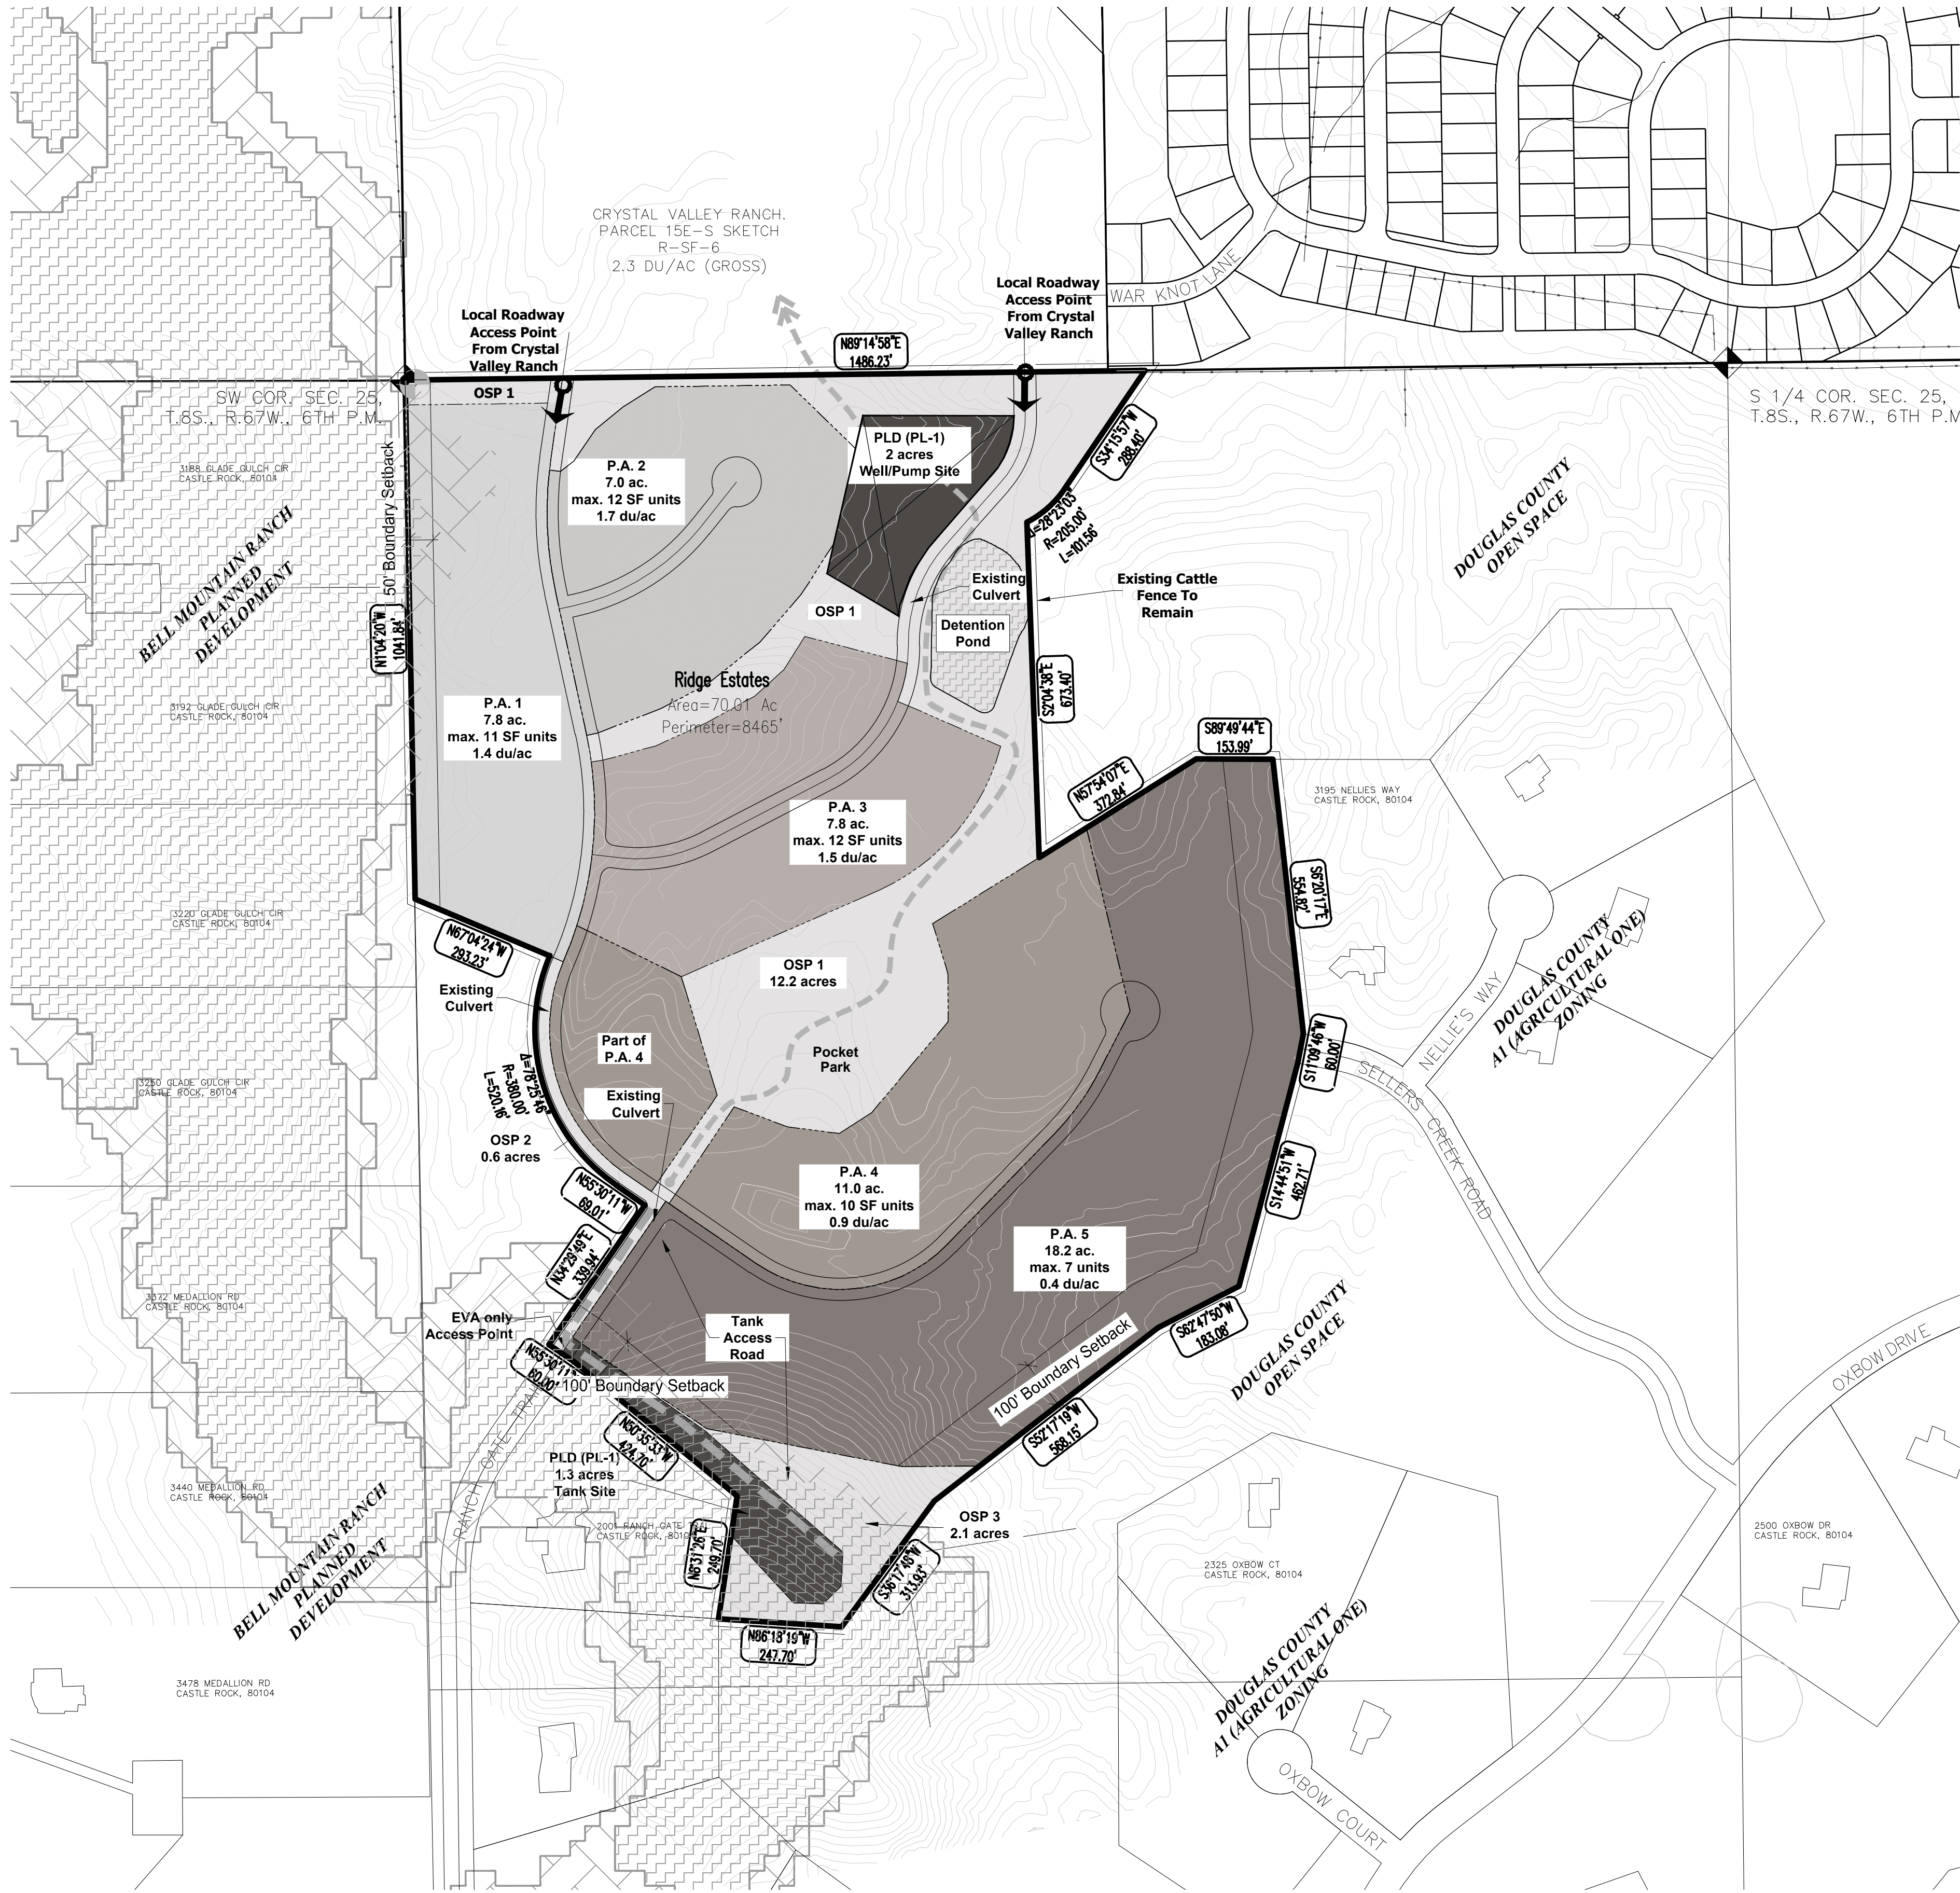 CRYSTAL VALLEY RANCH.
PARCEL 15E-S SKETCH
R-SF-6
2.3 DU/AC (GROSS)
WAR KNOT LANE
Local Roadway
Access Point
From Crystal
Valley Ranch
Local Roadway
Access Point
From Crystal
Valley Ranch
N89°14'58"E
1486.23'
OSP 1
SW COR. SEC. 25,
T.8S., R.67W., 6TH P.M.
S 1/4 COR. SEC. 25,
T.8S., R.67W., 6TH P.M
3188 GLADE GULCH CIR
CASTLE ROCK, 80104
50' Boundary Setback
P.A. 2
7.0 ac.
max. 12 SF units
1.7 du/ac
PLD (PL-1)
2 acres
Well/Pump Site
S34°15'57"W
288.40'
Δ=28°23'03"
R=205.00'
L=101.56'
DOUGLAS COUNTY
OPEN SPACE
BELL MOUNTAIN RANCH
PLANNED
DEVELOPMENT
N1°04'20"W
1041.84'
OSP 1
Existing
Culvert
Detention
Pond
Existing Cattle
Fence To
Remain
S2°04'38"E
673.40'
Ridge Estates
Area=70.01 Ac
Perimeter=8465'
P.A. 1
7.8 ac.
max. 11 SF units
1.4 du/ac
3192 GLADE GULCH CIR
CASTLE ROCK, 80104
S89°49'44"E
153.99'
N57°54'07"E
372.84'
3195 NELLIES WAY
CASTLE ROCK, 80104
P.A. 3
7.8 ac.
max. 12 SF units
1.5 du/ac
S6°20'17"E
554.82'
3220 GLADE GULCH CIR
CASTLE ROCK, 80104
N67°04'24"W
293.23'
OSP 1
12.2 acres
Existing
Culvert
NELLIE'S WAY
DOUGLAS COUNTY
A1 (AGRICULTURAL ONE)
ZONING
Part of
P.A. 4
Pocket
Park
S11°09'46"W
60.00'
SELLERS CREEK ROAD
3250 GLADE GULCH CIR
CASTLE ROCK, 80104
Δ=78°25'46"
R=380.00'
L=520.16'
Existing
Culvert
OSP 2
0.6 acres
N55°30'11"W
69.01'
P.A. 4
11.0 ac.
max. 10 SF units
0.9 du/ac
S14°44'51"W
462.71'
P.A. 5
18.2 ac.
max. 7 units
0.4 du/ac
N34°29'49"E
339.94'
3372 MEDALLION RD
CASTLE ROCK, 80104
EVA only
Access Point
Tank
Access
Road
S62°47'50"W
183.08'
DOUGLAS COUNTY
OPEN SPACE
N55°30'11"
60.00'
100' Boundary Setback
100' Boundary Setback
OXBOW DRIVE
N50°35'33"W
424.70'
S52°17'19"W
568.15'
RANCH GATE TRAIL
PLD (PL-1)
1.3 acres
Tank Site
3440 MEDALLION RD
CASTLE ROCK, 80104
OSP 3
2.1 acres
2001 RANCH GATE TRAI
CASTLE ROCK, 80104
2500 OXBOW DR
CASTLE ROCK, 80104
N6°31'26"E
249.70'
S36°17'48"W
313.93'
2325 OXBOW CT
CASTLE ROCK, 80104
BELL MOUNTAIN RANCH
PLANNED
DEVELOPMENT
N86°18'19"W
247.70'
DOUGLAS COUNTY
A1 (AGRICULTURAL ONE)
ZONING
3478 MEDALLION RD
CASTLE ROCK, 80104
OXBOW COURT